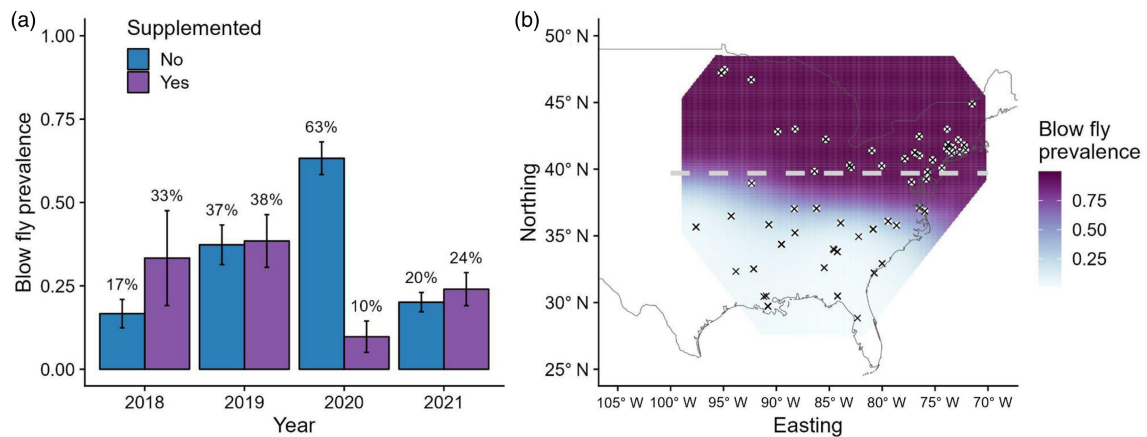 (a)
Supplemented
No
Yes
Blow fly prevalence
1.00
0.75
0.50
0.25
0.00
17%
33%
37%
38%
63%
10%
20%
24%
2018
2019
2020
2021
Year
(b)
Northing
50° N
45° N
40° N
35° N
30° N
25° N
105° W
100° W
95° W
90° W
85° W
80° W
75° W
70° W
Easting
Blow fly
prevalence
0.75
0.50
0.25